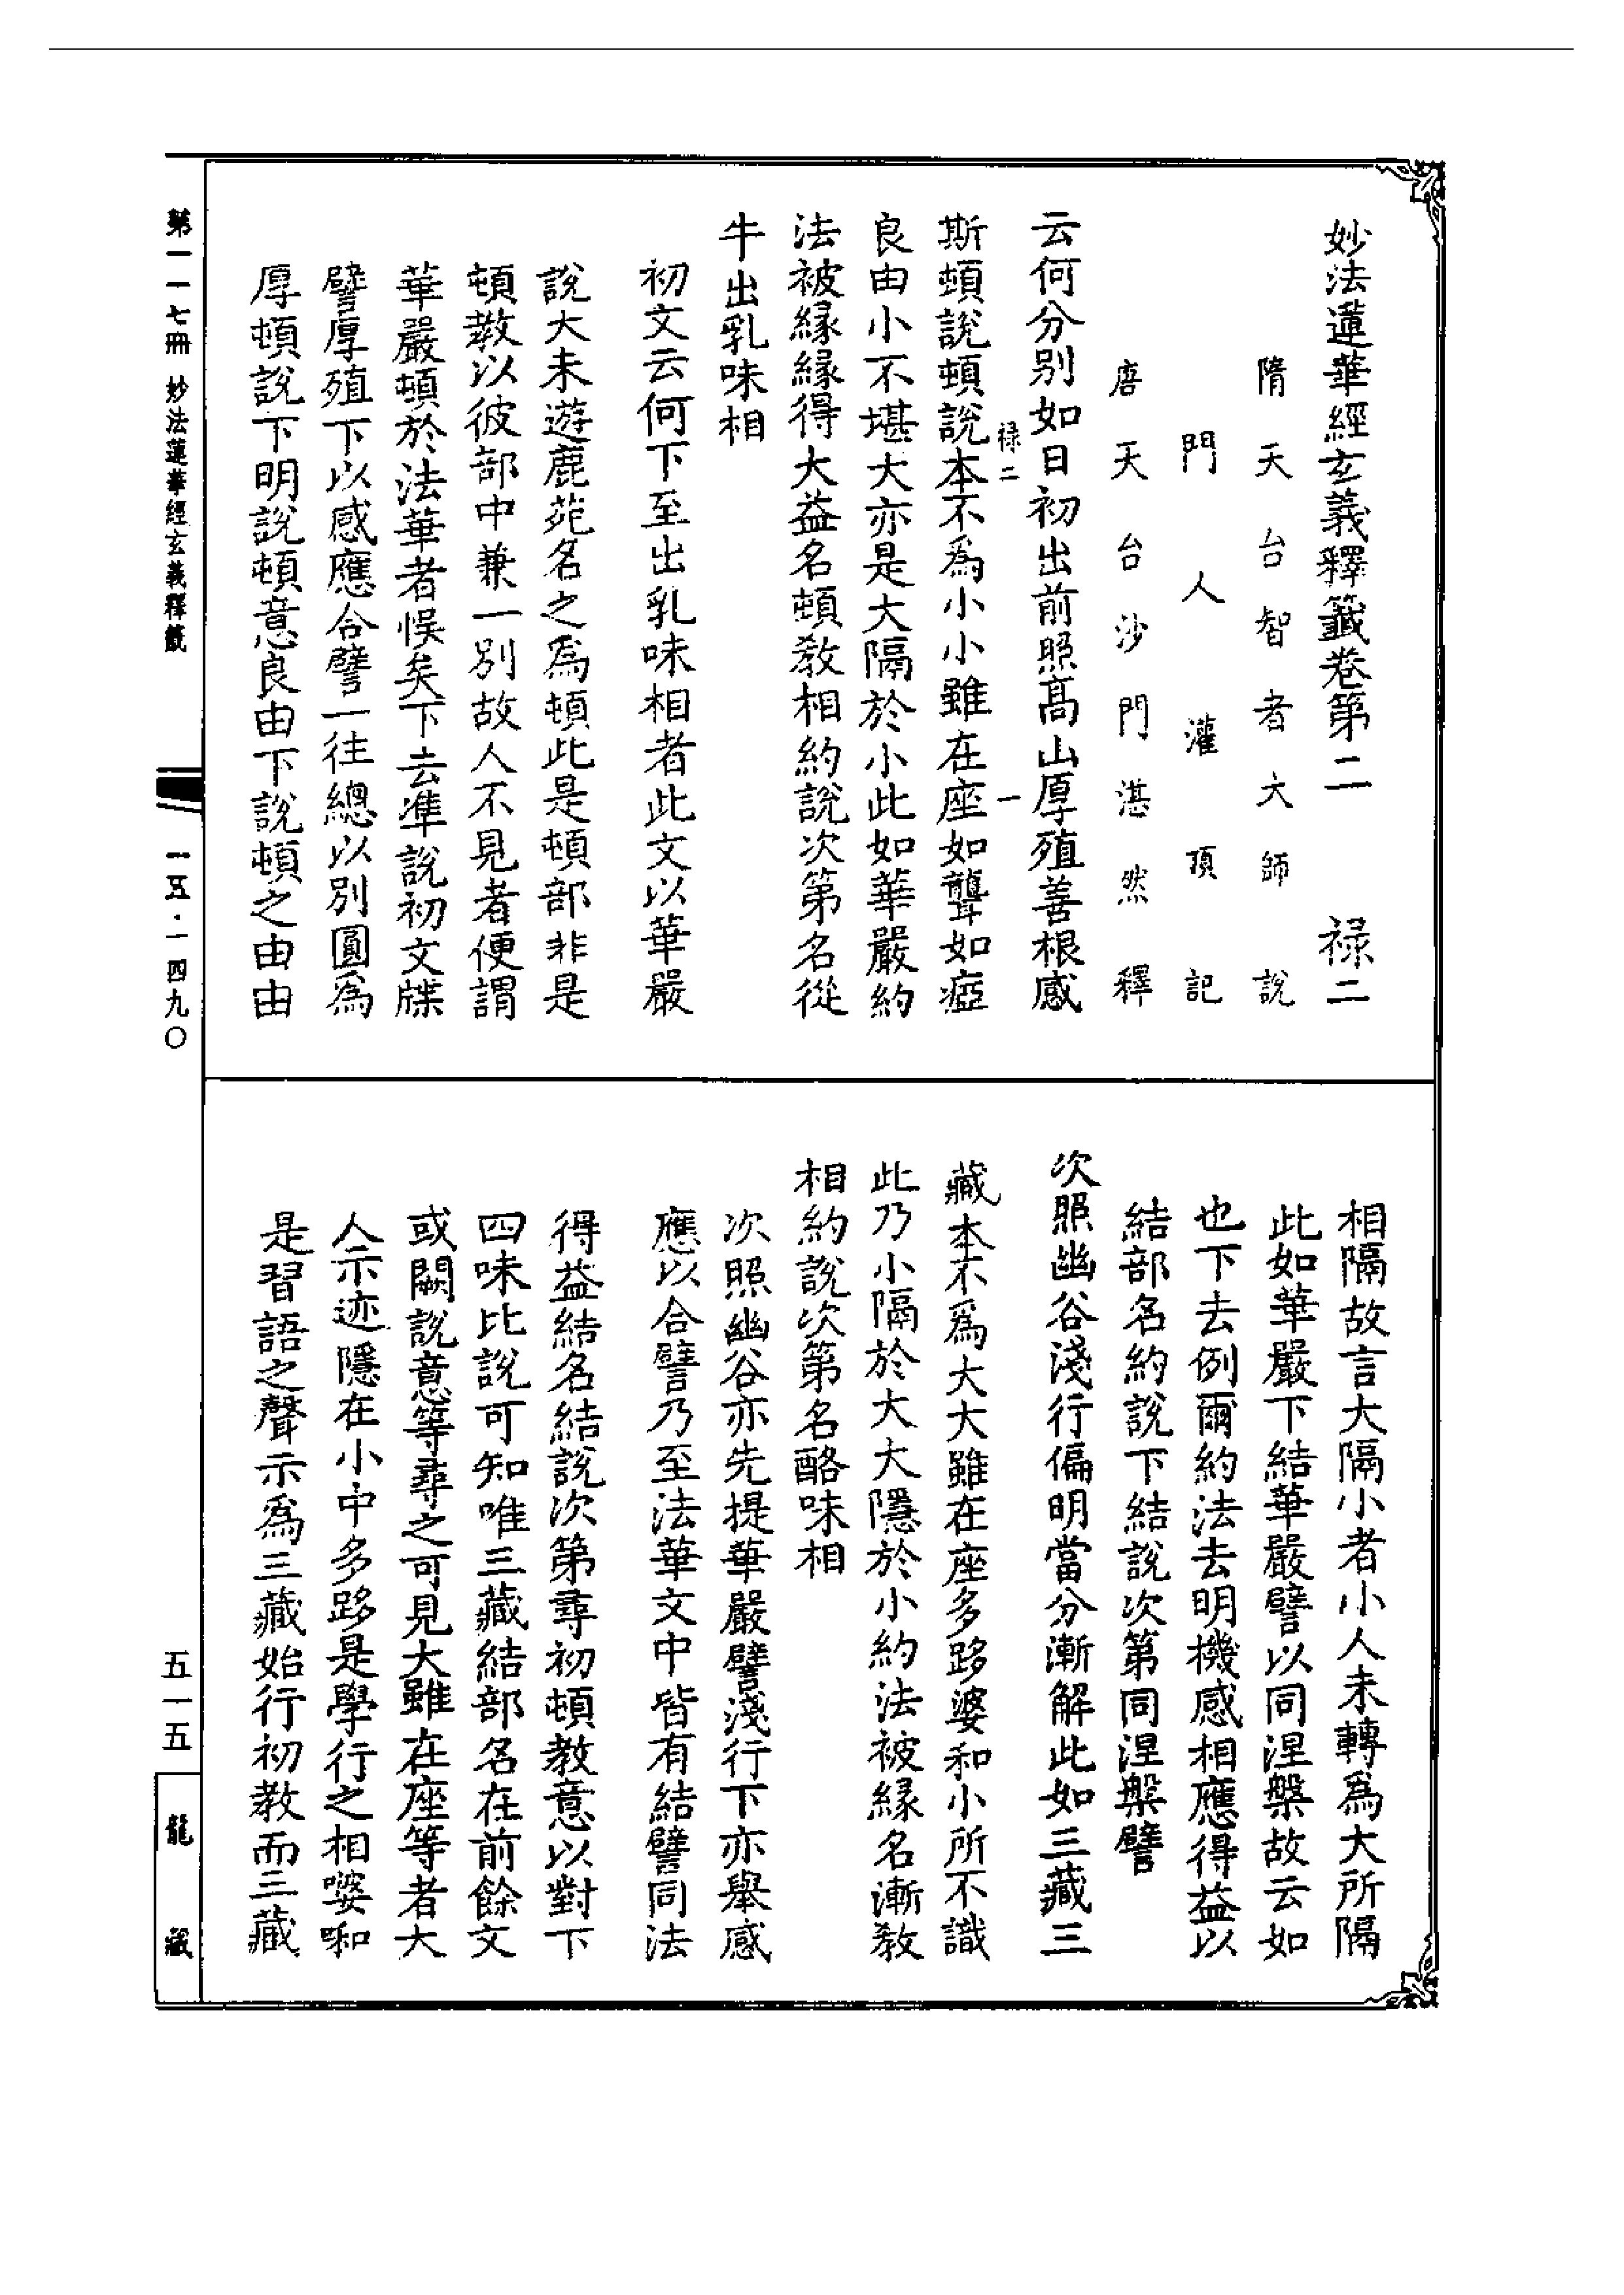 妙法蓮華經玄義釋籤卷第二　祿二
隋天台智者大師　說
門人灌頂　記
唐天台沙門湛然　釋
云何分別如日初出前照高山厚殖善根感
祿二　一
斯頓說頓說本不爲小小雖在座如聾如瘂
良由小不堪大亦是大隔於小此如華嚴約
法被緣緣得大益名頓教相約說次第名從
牛出乳味相
初文云何下至出乳味相者此文以華嚴
說大未遊鹿苑名之爲頓此是頓部非是
頓教以彼部中兼一別故人不見者便謂
華嚴頓於法華者悞矣下去準說初文牒
譬厚殖下以感應合譬一往總以別圓爲
厚頓說下明說頓意良由下說頓之由由
相隔故言大隔小者小人未轉爲大所隔
此如華嚴下結華嚴譬以同涅槃故云如
也下去例爾約法去明機感相應得益以
結部名約說下結說次第同涅槃譬
次照幽谷淺行偏明當分漸解此如三藏三
藏本不爲大大雖在座多跢婆和小所不識
此乃小隔於大大隱於小約法被緣名漸教
相約說次第名酪味相
次照幽谷亦先提華嚴譬淺行下亦舉感
應以合譬乃至法華文中皆有結譬同法
得益結名結說次第尋初頓教意以對下
四味比說可知唯三藏結部名在前餘文
或闕說意等尋之可見大雖在座等者大
人示迹隱在小中多跢是學行之相嘙和
是習語之聲示爲三藏始行初教而三藏
第一一七冊　妙法蓮華經玄義釋籤　一五·一四九〇
五一五
龍藏